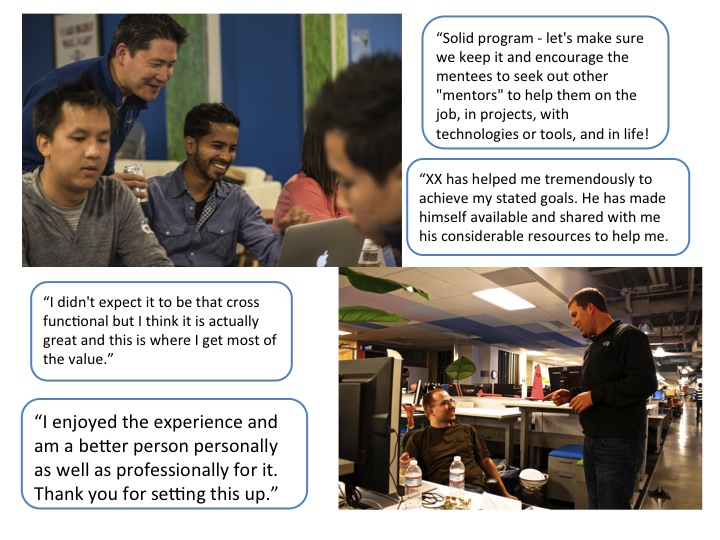 “Solid program - let's make sure
we keep it and encourage the
mentees to seek out other
"mentors" to help them on the
job, in projects, with
technologies or tools, and in life!
“XX has helped me tremendously to
achieve my stated goals. He has made
himself available and shared with me
his considerable resources to help me.
“I didn't expect it to be that cross
functional but I think it is actually
great and this is where I get most of
the value.”
“I enjoyed the experience and
am a better person personally
as well as professionally for it.
Thank you for setting this up.”